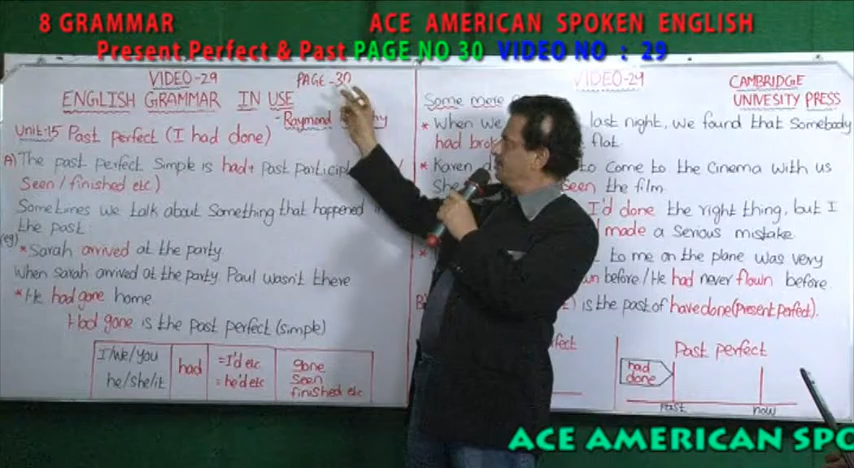 8 GRAMMAR
ACE AMERICAN SPOKEN ENGLISH
Present Perfect & Past PAGE NO 30 VIDEO NO : 29
VIDEO-29
PAGE-30
ENGLISH GRAMMAR IN USE
- Raymond
Unit:15 Past perfect (I had done)
A) The past perfect simple is had + past
Seen / finished etc)
Sometimes we talk about Something that happened
the past.
(eg)
* Sarah arrived at the party
When sarah arrived at the party. Paul wasn't there
* He had gone home
Had gone is the Past perfect (simple)
I/We/You
he/she/it
had
=I'd etc
=he'd etc
gone
seen
finished etc
VIDEO-29
CAMBRIDGE
UNIVESITY PRESS
Some more
* When we last night, we found that Somebody
had flat.
* Karen to come to the cinema with us
She seen the film
I'd done the right thing, but I
made a serious mistake
to me on the plane was very
before / He had never flown before.
is the past of have done (Present perfect).
Past perfect
had
done
Past
now
ACE AMERICAN SPO